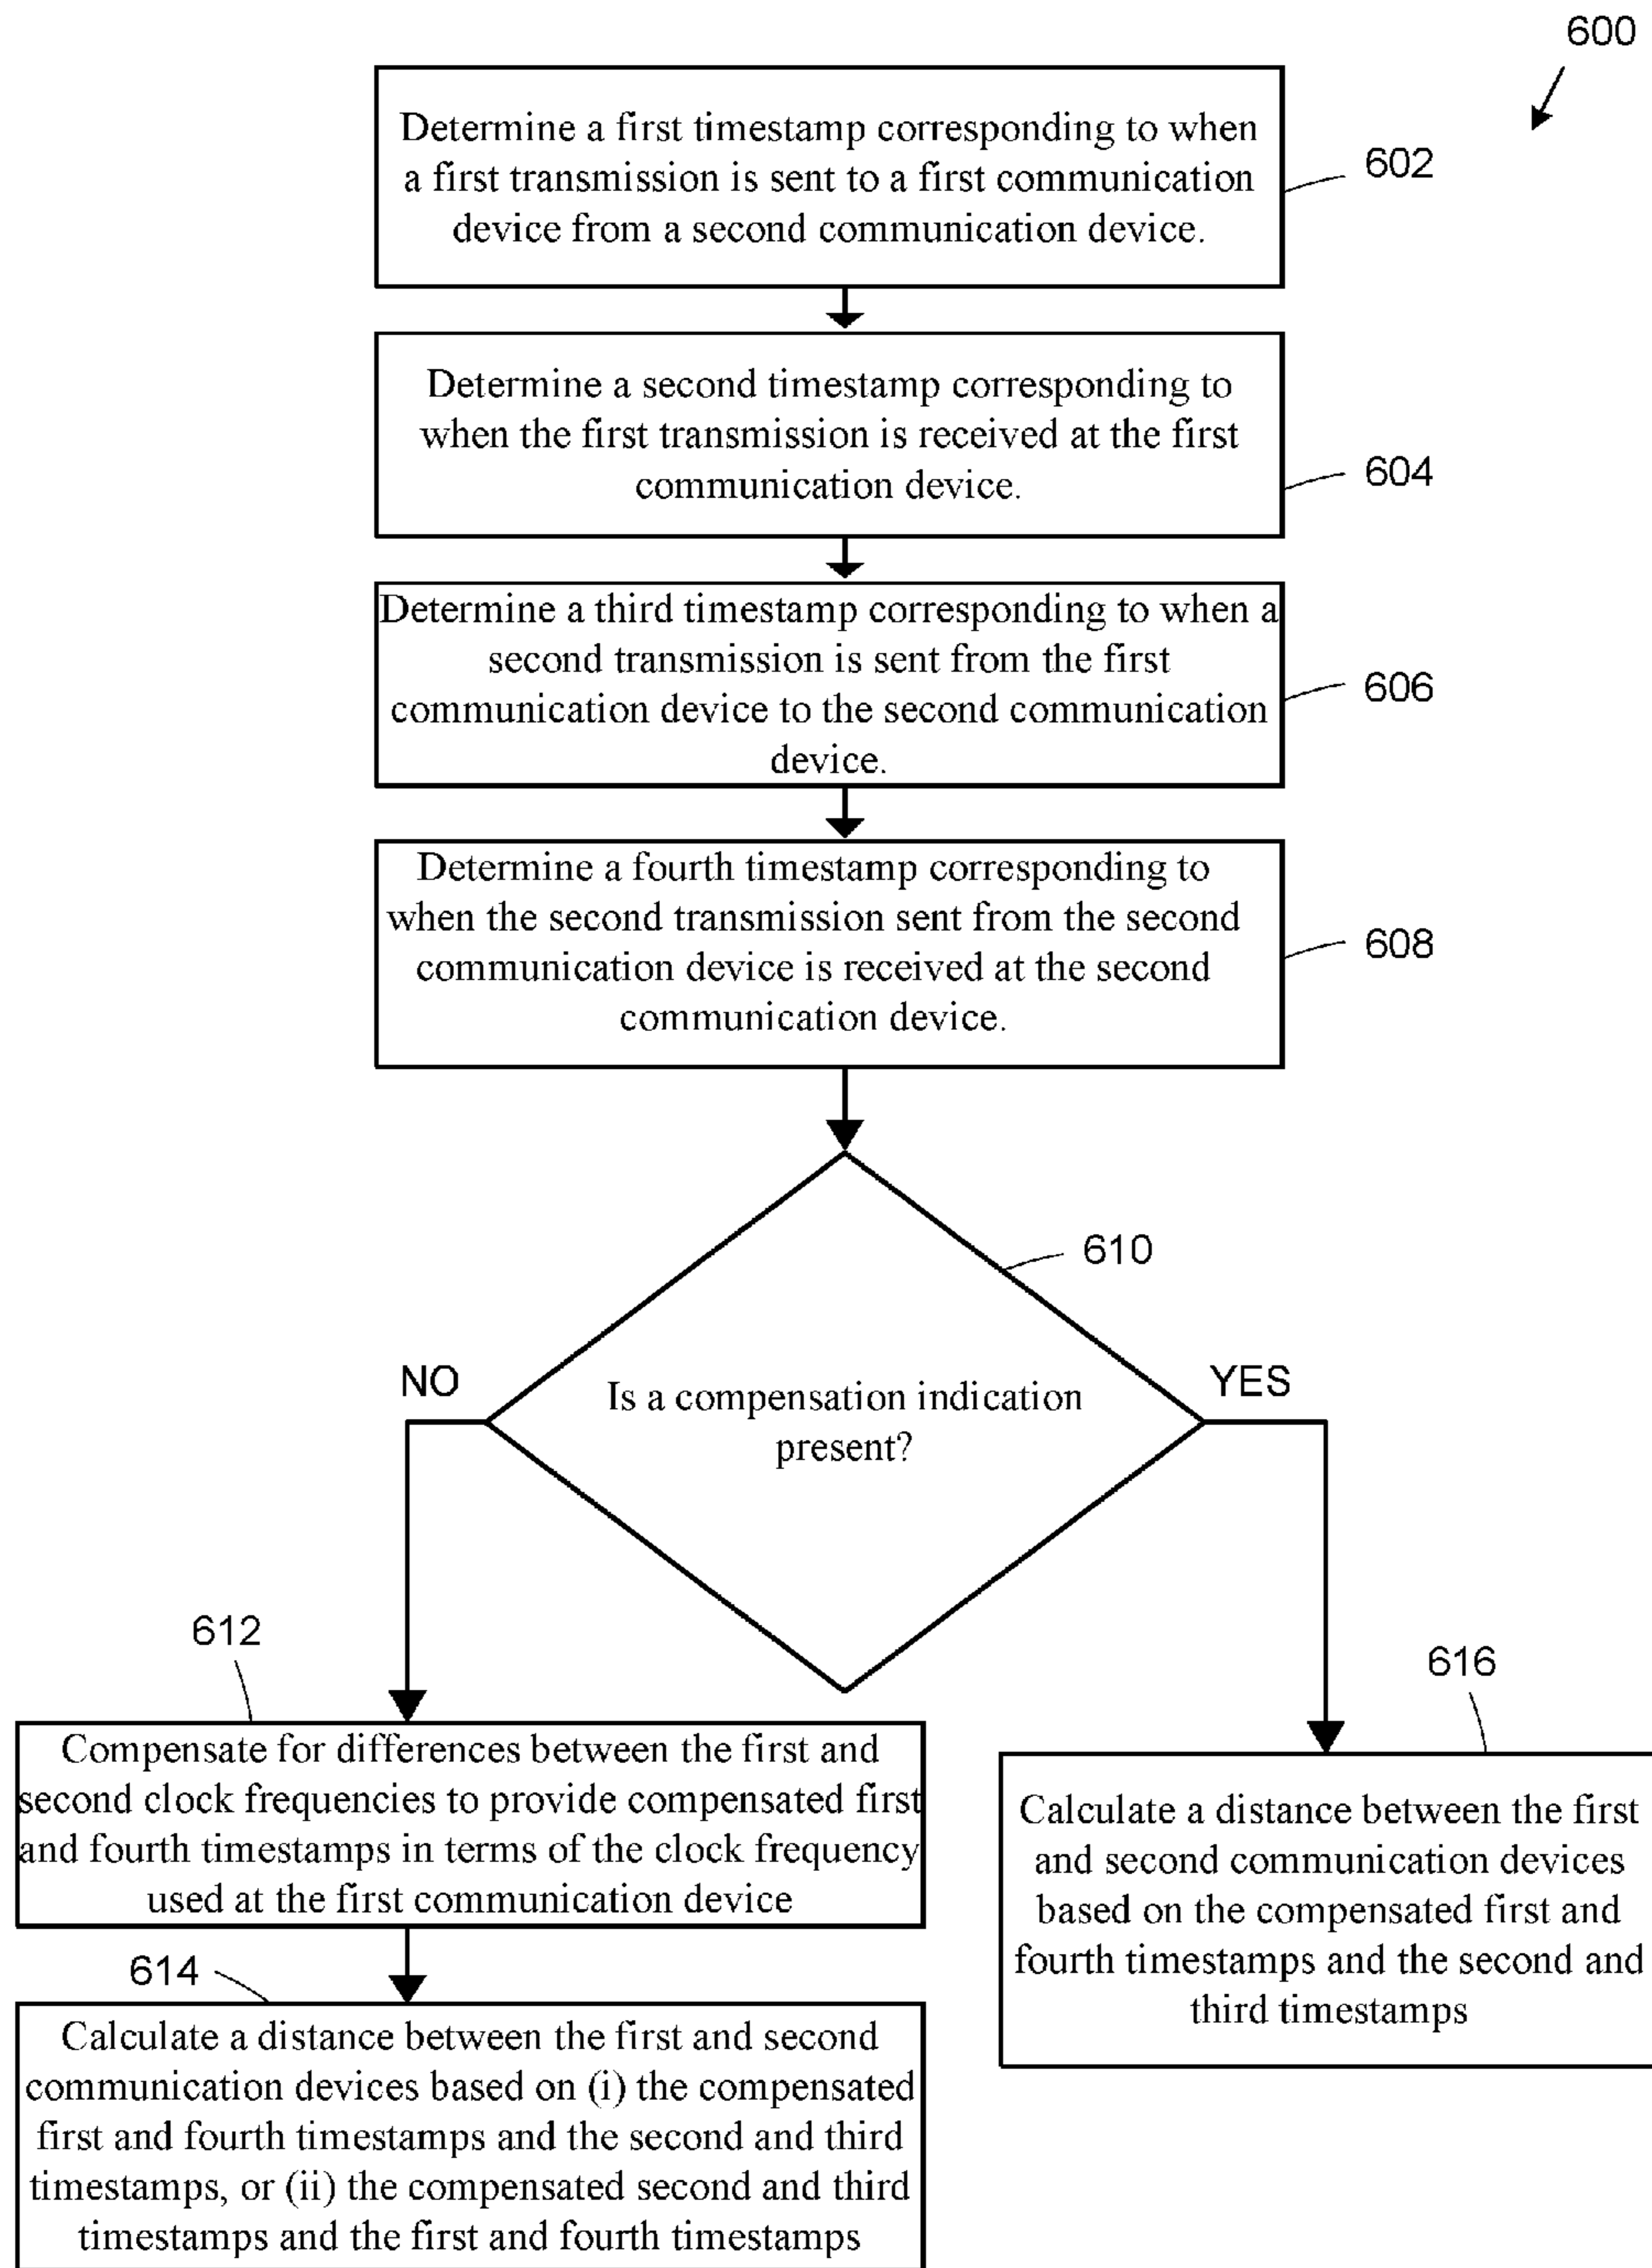 600
Determine a first timestamp corresponding to when
a first transmission is sent to a first communication
device from a second communication device.
602
Determine a second timestamp corresponding to
when the first transmission is received at the first
communication device.
604
Determine a third timestamp corresponding to when a
second transmission is sent from the first
communication device to the second communication
device.
606
Determine a fourth timestamp corresponding to
when the second transmission sent from the second
communication device is received at the second
communication device.
608
610
Is a compensation indication
present?
NO
YES
612
Compensate for differences between the first and
second clock frequencies to provide compensated first
and fourth timestamps in terms of the clock frequency
used at the first communication device
614
Calculate a distance between the first and second
communication devices based on (i) the compensated
first and fourth timestamps and the second and third
timestamps, or (ii) the compensated second and third
timestamps and the first and fourth timestamps
616
Calculate a distance between the first
and second communication devices
based on the compensated first and
fourth timestamps and the second and
third timestamps